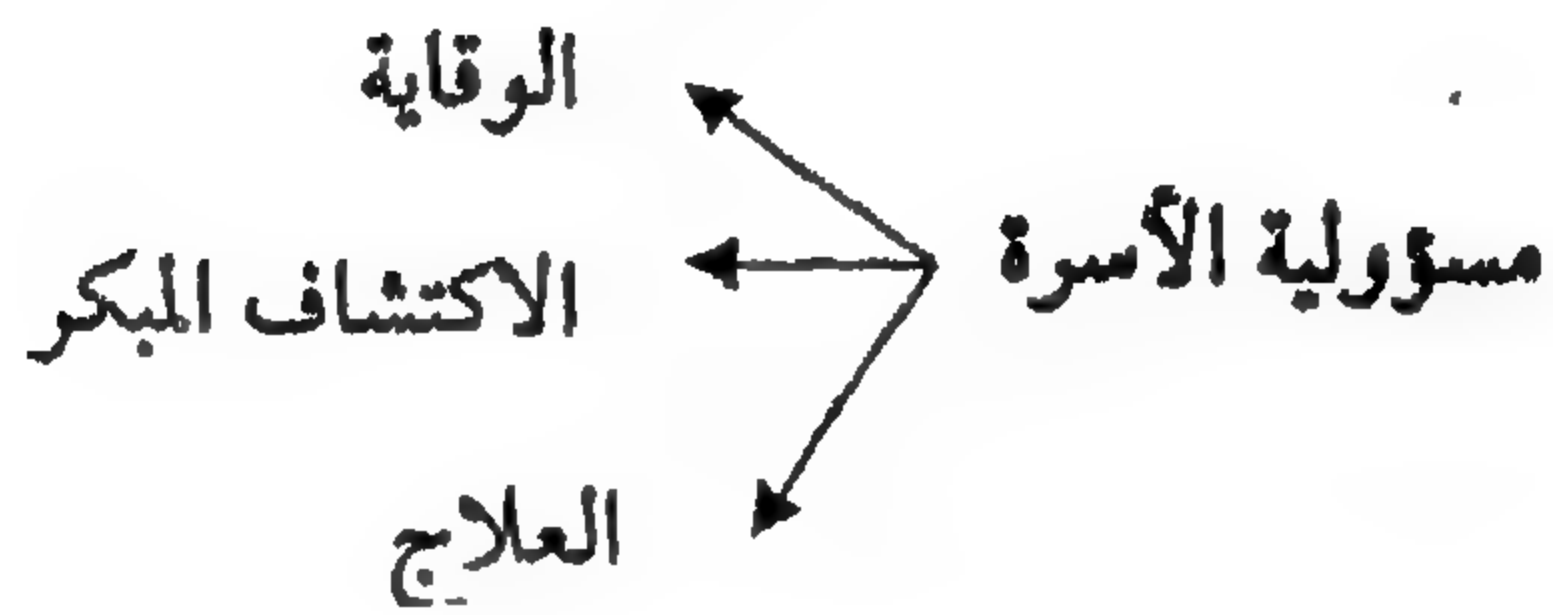 مسؤولية الأسرة
الوقاية
الاكتشاف المبكر
العلاج